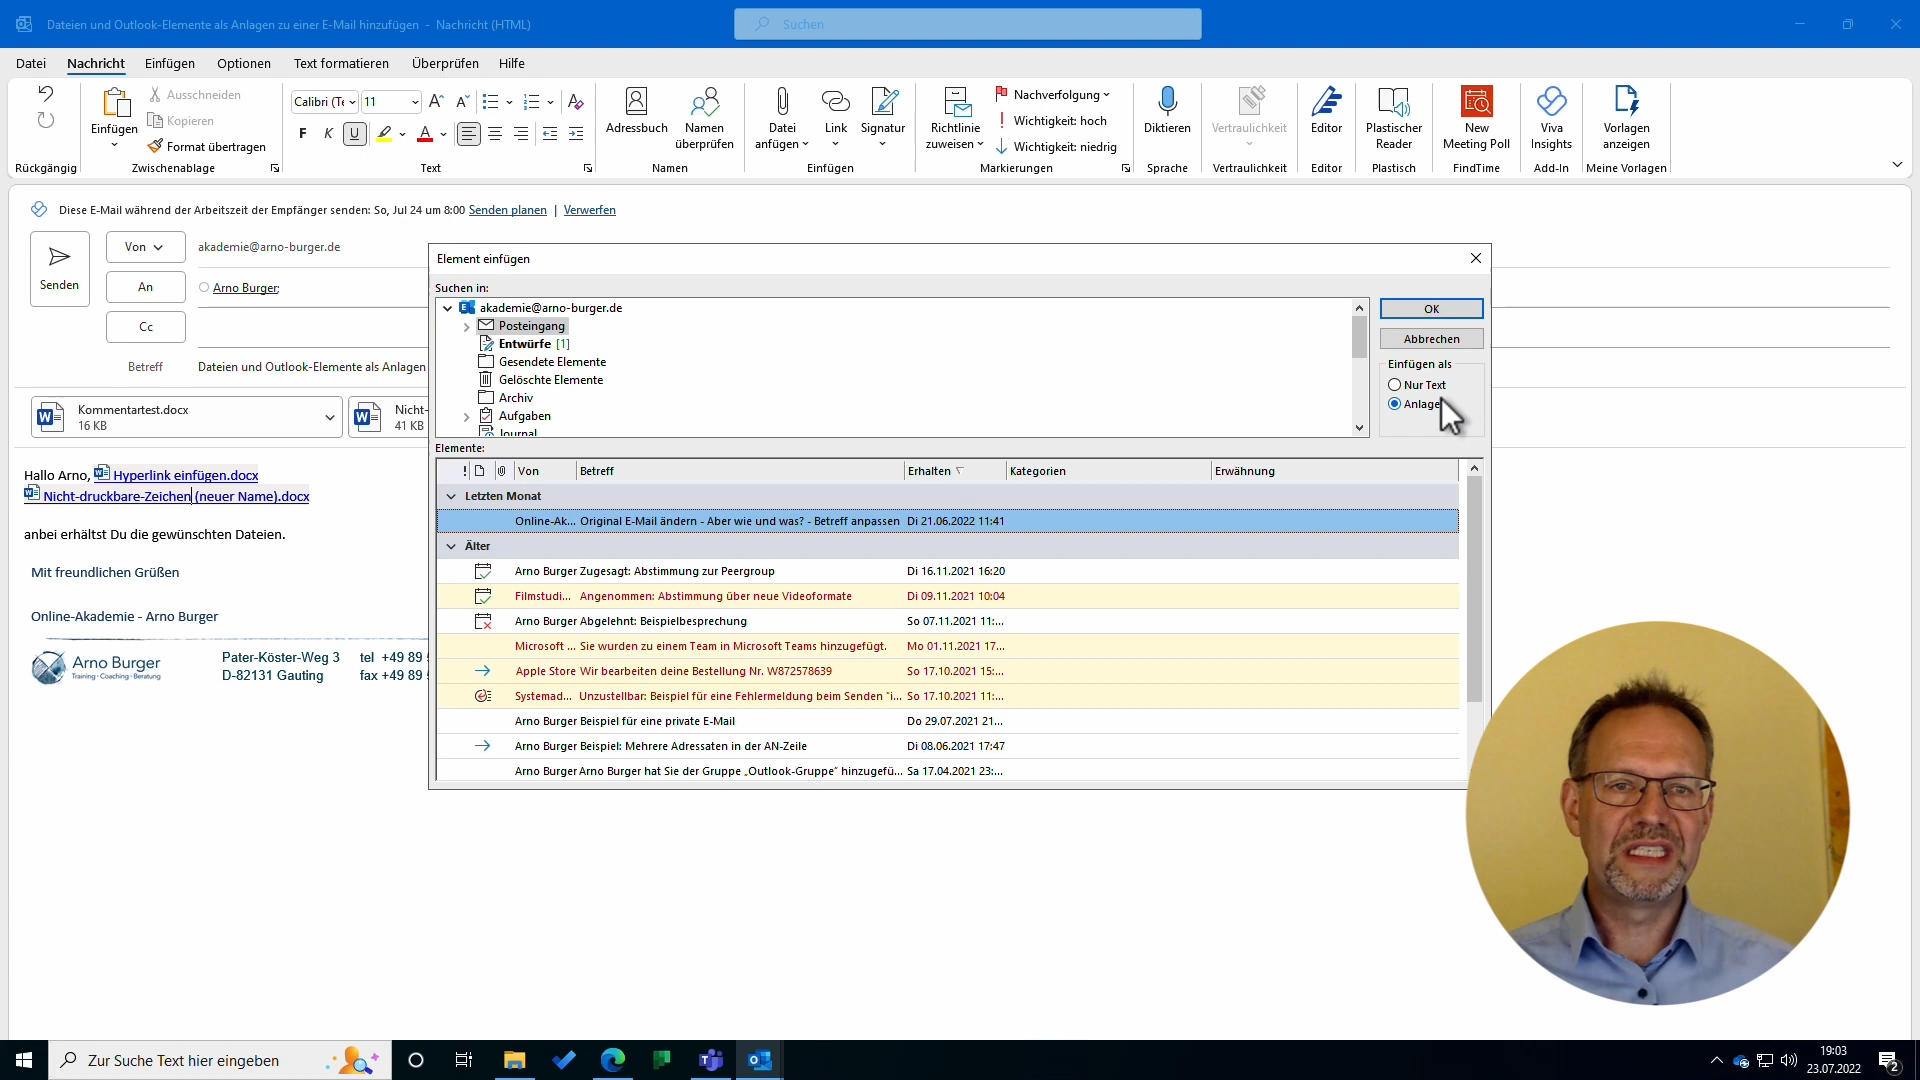 Dateien und Outlook-Elemente als Anlagen zu einer E-Mail hinzufügen - Nachricht (HTML)
Suchen
Datei Nachricht Einfügen Optionen Text formatieren Überprüfen Hilfe
Rückgängig
Einfügen
Ausschneiden
Kopieren
Format übertragen
Zwischenablage
Calibri (Te 11
F K U
Text
Adressbuch
Namen überprüfen
Namen
Datei anfügen
Link
Signatur
Einfügen
Richtlinie zuweisen
Nachverfolgung
Wichtigkeit: hoch
Wichtigkeit: niedrig
Markierungen
Diktieren
Sprache
Vertraulichkeit
Vertraulichkeit
Editor
Editor
Plastischer Reader
Plastisch
New Meeting Poll
FindTime
Viva Insights
Add-In
Vorlagen anzeigen
Meine Vorlagen
Diese E-Mail während der Arbeitszeit der Empfänger senden: So, Jul 24 um 8:00 Senden planen | Verwerfen
Senden
Von akademie@arno-burger.de
An Arno Burger;
Cc
Betreff Dateien und Outlook-Elemente als Anlagen
Kommentartest.docx
16 KB
Nicht-
41 KB
Hallo Arno, Hyperlink einfügen.docx
Nicht-druckbare-Zeichen (neuer Name).docx
anbei erhältst Du die gewünschten Dateien.
Mit freundlichen Grüßen
Online-Akademie - Arno Burger
Arno Burger
Training · Coaching · Beratung
Pater-Köster-Weg 3 tel +49 89
D-82131 Gauting fax +49 89
Element einfügen
Suchen in:
akademie@arno-burger.de
Posteingang
Entwürfe [1]
Gesendete Elemente
Gelöschte Elemente
Archiv
Aufgaben
Journal
OK
Abbrechen
Einfügen als
Nur Text
Anlage
Elemente:
! Von Betreff Erhalten Kategorien Erwähnung
Letzten Monat
Online-Ak... Original E-Mail ändern - Aber wie und was? - Betreff anpassen Di 21.06.2022 11:41
Älter
Arno Burger Zugesagt: Abstimmung zur Peergroup Di 16.11.2021 16:20
Filmstudi... Angenommen: Abstimmung über neue Videoformate Di 09.11.2021 10:04
Arno Burger Abgelehnt: Beispielbesprechung So 07.11.2021 11:...
Microsoft ... Sie wurden zu einem Team in Microsoft Teams hinzugefügt. Mo 01.11.2021 17...
Apple Store Wir bearbeiten deine Bestellung Nr. W872578639 So 17.10.2021 15:...
Systemad... Unzustellbar: Beispiel für eine Fehlermeldung beim Senden "i... So 17.10.2021 11:...
Arno Burger Beispiel für eine private E-Mail Do 29.07.2021 21...
Arno Burger Beispiel: Mehrere Adressaten in der AN-Zeile Di 08.06.2021 17:47
Arno Burger Arno Burger hat Sie der Gruppe „Outlook-Gruppe“ hinzugefü... Sa 17.04.2021 23:...
Zur Suche Text hier eingeben
19:03
23.07.2022
2